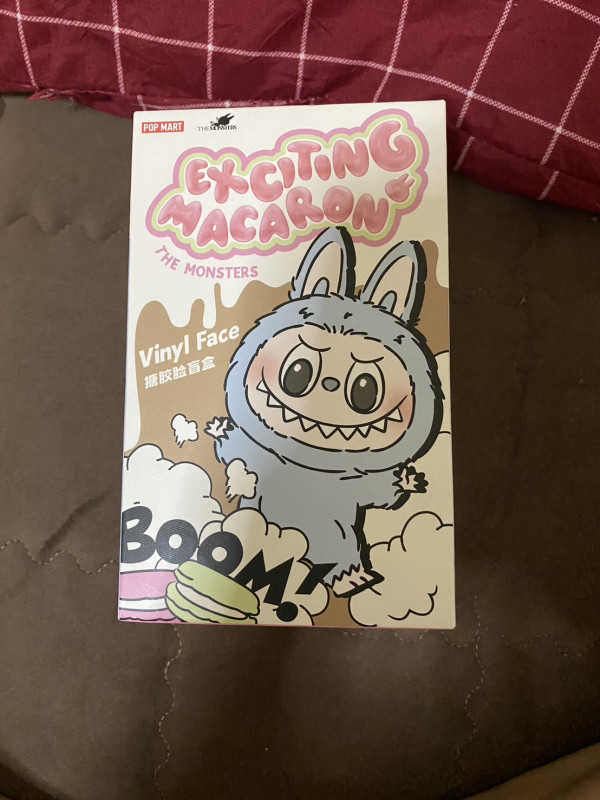 POP MART
THE MONSTERS
EXCITING
MACARON
THE MONSTERS
Vinyl Face
搪胶脸盲盒
BOOM!